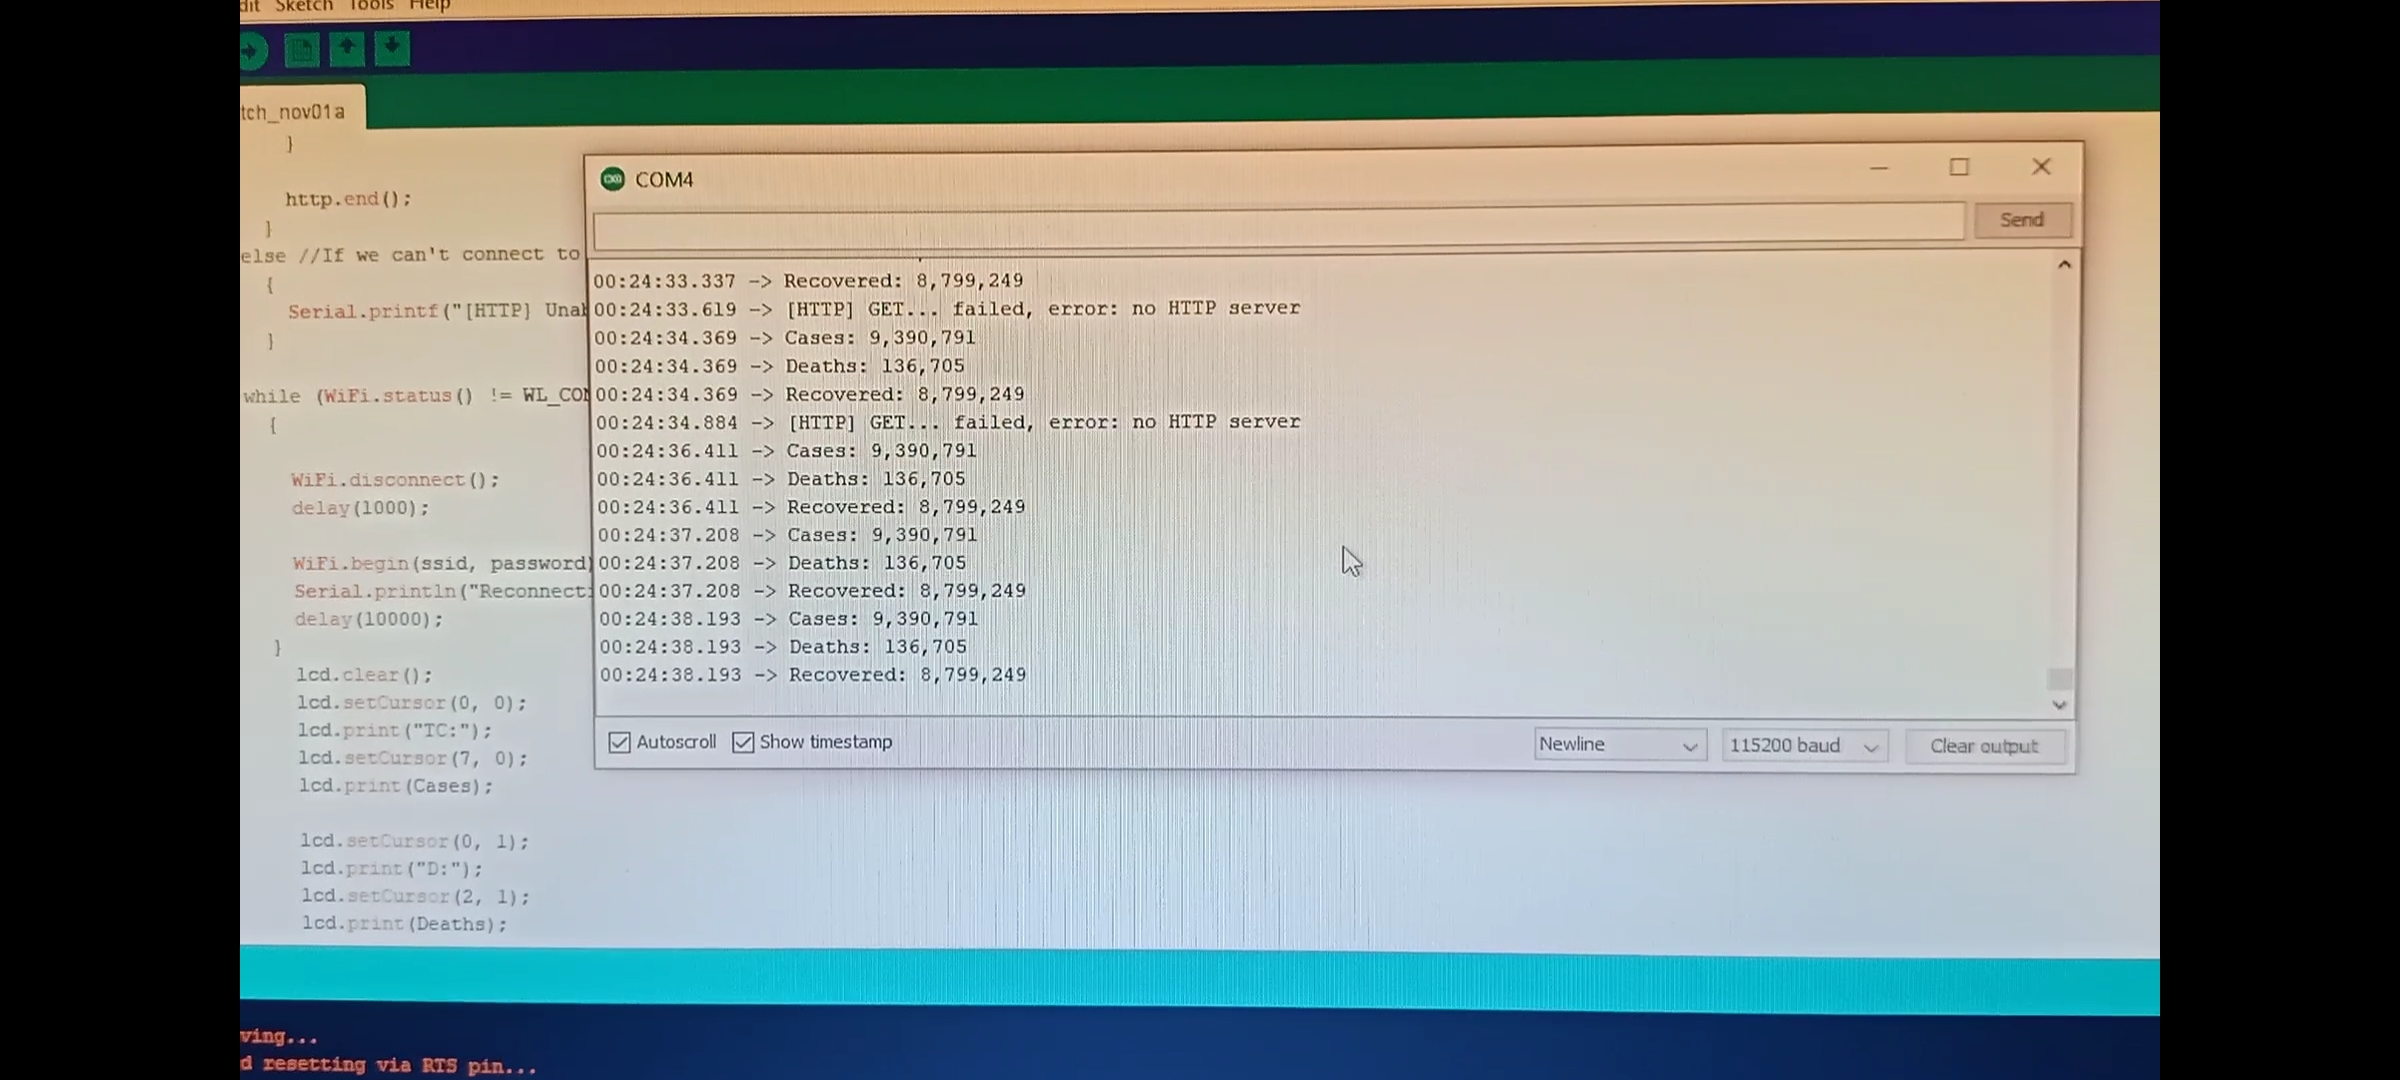 dit Sketch Tools Help
tch_nov01a
}
http.end();
}
else //If we can't connect to
{
Serial.printf("[HTTP] Una
}
while (WiFi.status() != WL_CO
{
WiFi.disconnect();
delay(1000);
WiFi.begin(ssid, password)
Serial.println("Reconnect
delay(10000);
}
lcd.clear();
lcd.setCursor(0, 0);
lcd.print("TC:");
lcd.setCursor(7, 0);
lcd.print(Cases);
lcd.setCursor(0, 1);
lcd.print("D:");
lcd.setCursor(2, 1);
lcd.print(Deaths);
COM4
Send
00:24:33.337 -> Recovered: 8,799,249
00:24:33.619 -> [HTTP] GET... failed, error: no HTTP server
00:24:34.369 -> Cases: 9,390,791
00:24:34.369 -> Deaths: 136,705
00:24:34.369 -> Recovered: 8,799,249
00:24:34.884 -> [HTTP] GET... failed, error: no HTTP server
00:24:36.411 -> Cases: 9,390,791
00:24:36.411 -> Deaths: 136,705
00:24:36.411 -> Recovered: 8,799,249
00:24:37.208 -> Cases: 9,390,791
00:24:37.208 -> Deaths: 136,705
00:24:37.208 -> Recovered: 8,799,249
00:24:38.193 -> Cases: 9,390,791
00:24:38.193 -> Deaths: 136,705
00:24:38.193 -> Recovered: 8,799,249
Autoscroll Show timestamp Newline 115200 baud Clear output
ving...
d resetting via RTS pin...